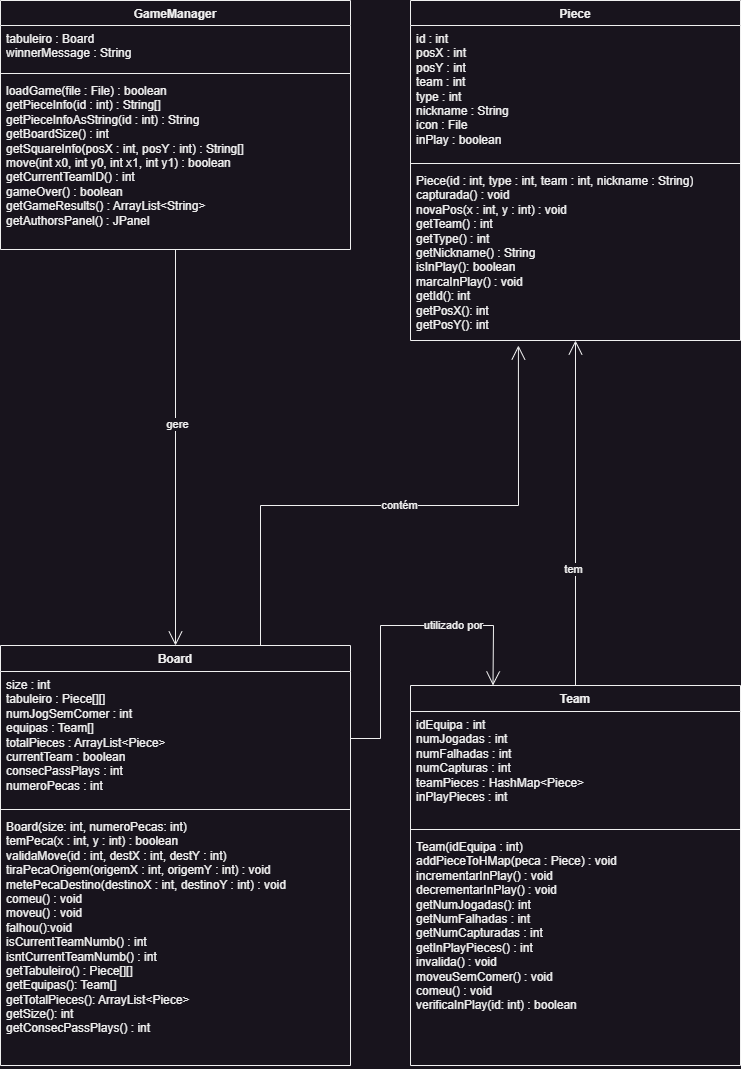 GameManager
tabuleiro : Board
winnerMessage : String
loadGame(file : File) : boolean
getPieceInfo(id : int) : String[]
getPieceInfoAsString(id : int) : String
getBoardSize() : int
getSquareInfo(posX : int, posY : int) : String[]
move(int x0, int y0, int x1, int y1) : boolean
getCurrentTeamID() : int
gameOver() : boolean
getGameResults() : ArrayList<String>
getAuthorsPanel() : JPanel
Piece
id : int
posX : int
posY : int
team : int
type : int
nickname : String
icon : File
inPlay : boolean
Piece(id : int, type : int, team : int, nickname : String)
capturada() : void
novaPos(x : int, y : int) : void
getTeam() : int
getType() : int
getNickname() : String
isInPlay(): boolean
marcaInPlay() : void
getId(): int
getPosX(): int
getPosY(): int
gere
contém
tem
utilizado por
Board
size : int
tabuleiro : Piece[][]
numJogSemComer : int
equipas : Team[]
totalPieces : ArrayList<Piece>
currentTeam : boolean
consecPassPlays : int
numeroPecas : int
Board(size: int, numeroPecas: int)
temPeca(x : int, y : int) : boolean
validaMove(id : int, destX : int, destY : int)
tiraPecaOrigem(origemX : int, origemY : int) : void
metePecaDestino(destinoX : int, destinoY : int) : void
comeu() : void
moveu() : void
falhou():void
isCurrentTeamNumb() : int
isntCurrentTeamNumb() : int
getTabuleiro() : Piece[][]
getEquipas(): Team[]
getTotalPieces(): ArrayList<Piece>
getSize(): int
getConsecPassPlays() : int
Team
idEquipa : int
numJogadas : int
numFalhadas : int
numCapturas : int
teamPieces : HashMap<Piece>
inPlayPieces : int
Team(idEquipa : int)
addPieceToHMap(peca : Piece) : void
incrementarInPlay() : void
decrementarInPlay() : void
getNumJogadas(): int
getNumFalhadas : int
getNumCapturadas : int
getInPlayPieces() : int
invalida() : void
moveuSemComer() : void
comeu() : void
verificaInPlay(id: int) : boolean